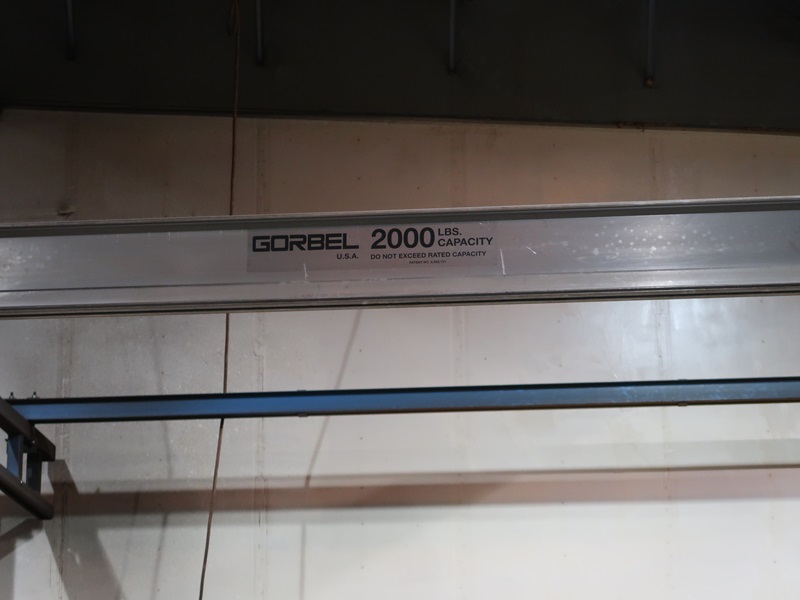 GORBEL 2000 LBS. CAPACITY
U.S.A. DO NOT EXCEED RATED CAPACITY